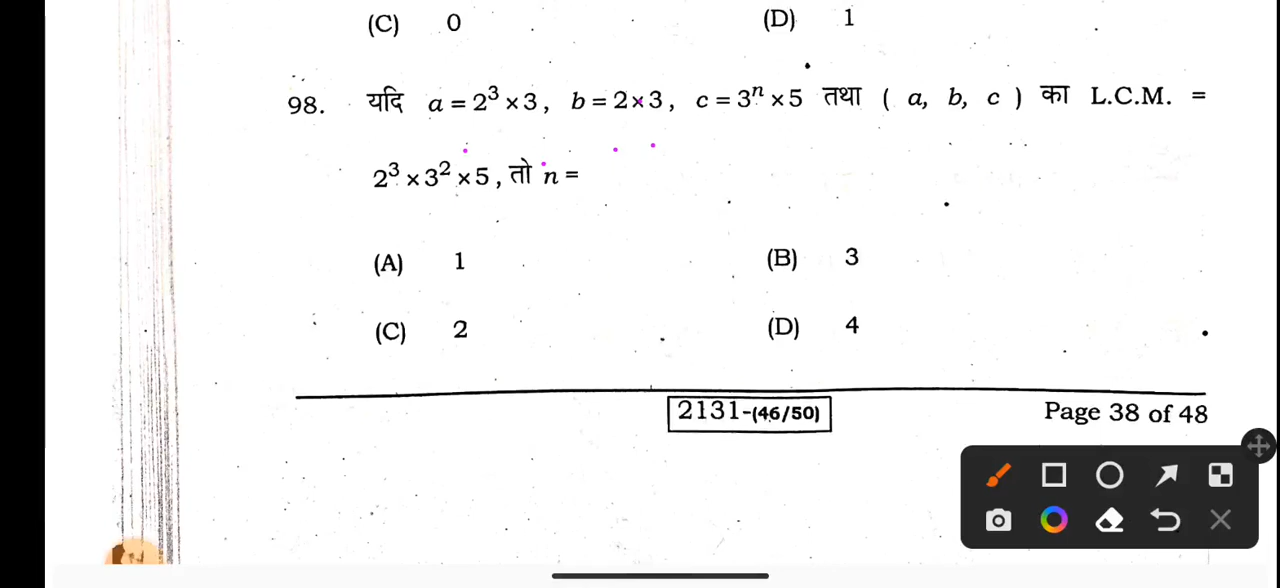 (C) 0 (D) 1
98. यदि a = 2³ × 3, b = 2 × 3, c = 3ⁿ × 5 तथा ( a, b, c ) का L.C.M. =
2³ × 3² × 5, तो n =
(A) 1 (B) 3
(C) 2 (D) 4
2131-(46/50) Page 38 of 48